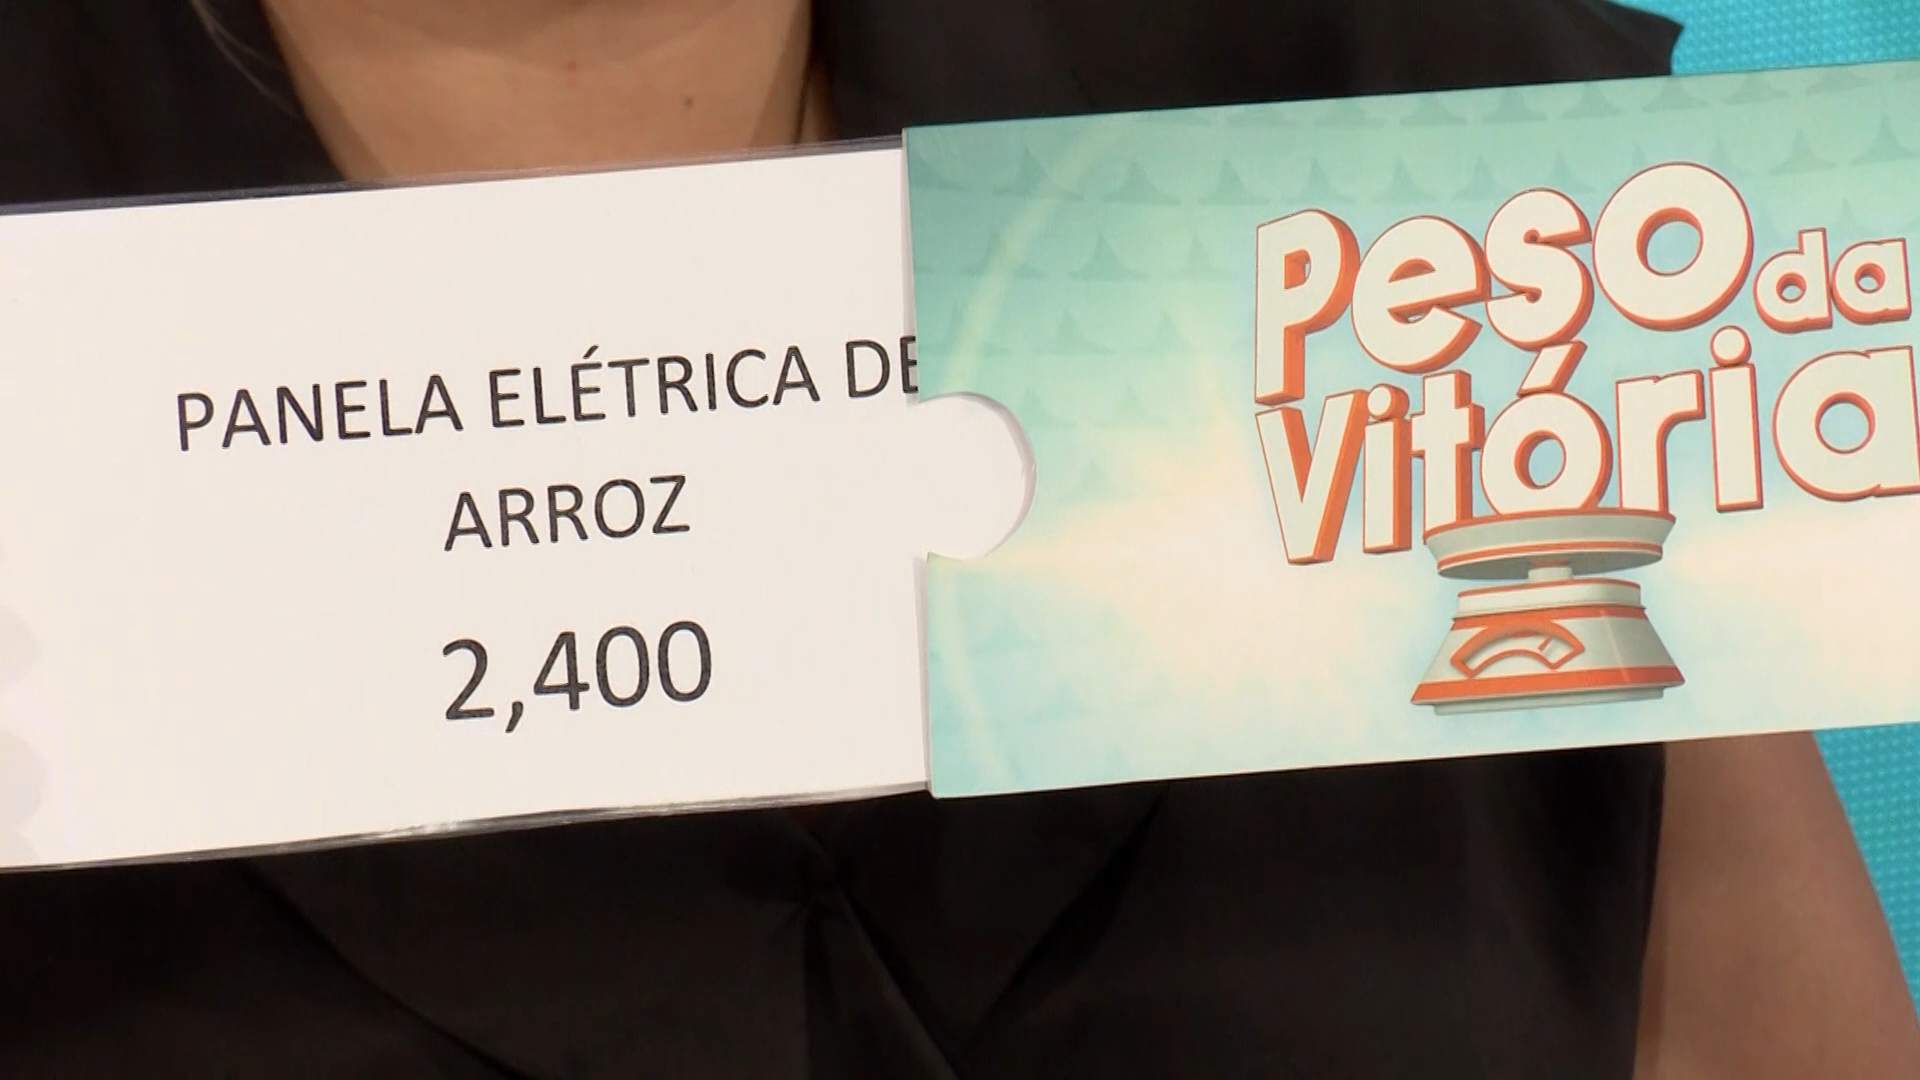 PANELA ELÉTRICA DE
ARROZ
2,400
Peso da
Vitória